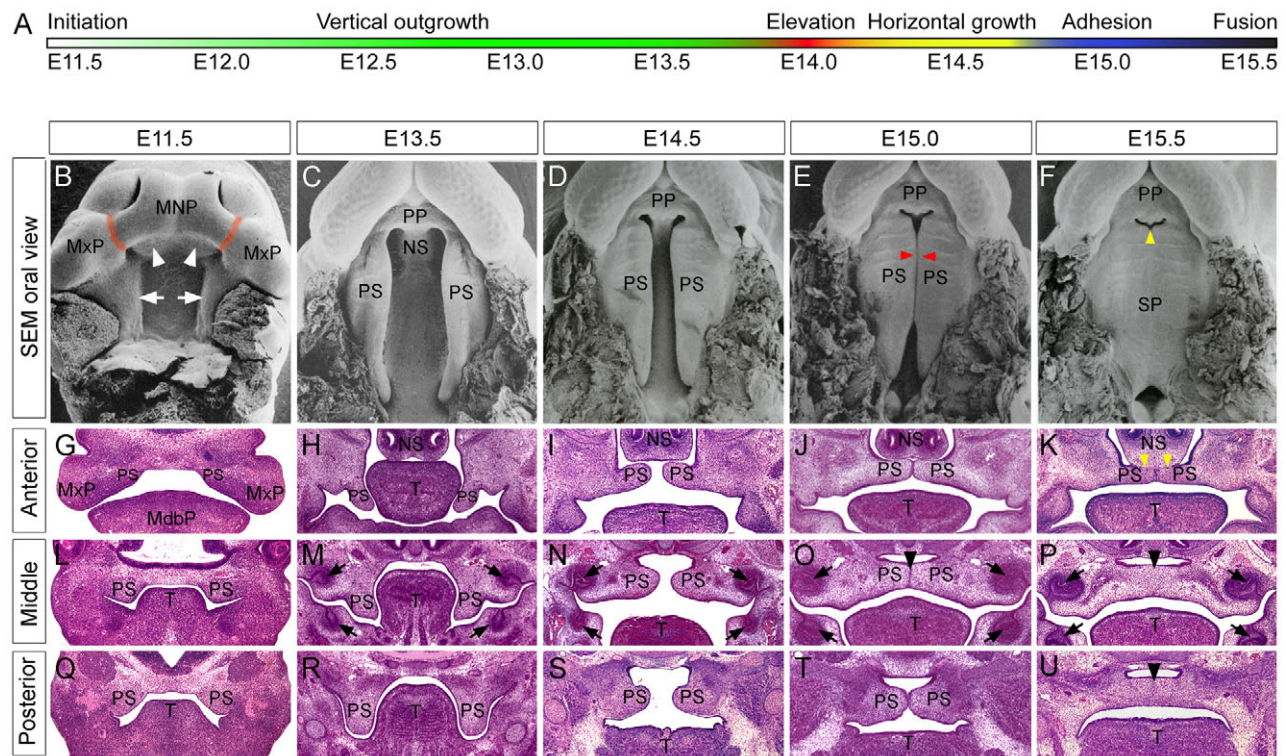 A
Initiation Vertical outgrowth Elevation Horizontal growth Adhesion Fusion
E11.5 E12.0 E12.5 E13.0 E13.5 E14.0 E14.5 E15.0 E15.5
E11.5 E13.5 E14.5 E15.0 E15.5
SEM oral view
B MNP MxP MxP
C PP NS PS PS
D PP PS PS
E PP PS PS
F PP SP
Anterior
G PS PS MxP MxP MdbP
H NS T PS PS
I NS PS PS T
J NS PS PS T
K NS PS PS T
Middle
L PS PS T
M PS PS T
N PS PS T
O PS PS T
P T
Posterior
Q PS PS T
R PS PS T
S PS PS T
T PS PS T
U T